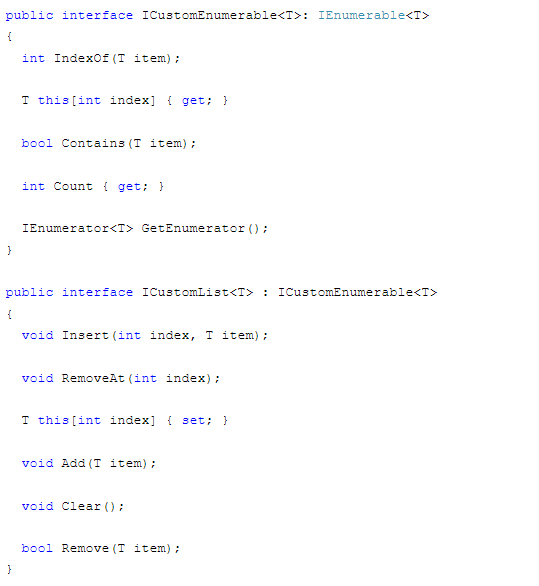 public interface ICustomEnumerable<T>: IEnumerable<T>
{
  int IndexOf(T item);
  T this[int index] { get; }
  bool Contains(T item);
  int Count { get; }
  IEnumerator<T> GetEnumerator();
}
public interface ICustomList<T> : ICustomEnumerable<T>
{
  void Insert(int index, T item);
  void RemoveAt(int index);
  T this[int index] { set; }
  void Add(T item);
  void Clear();
  bool Remove(T item);
}